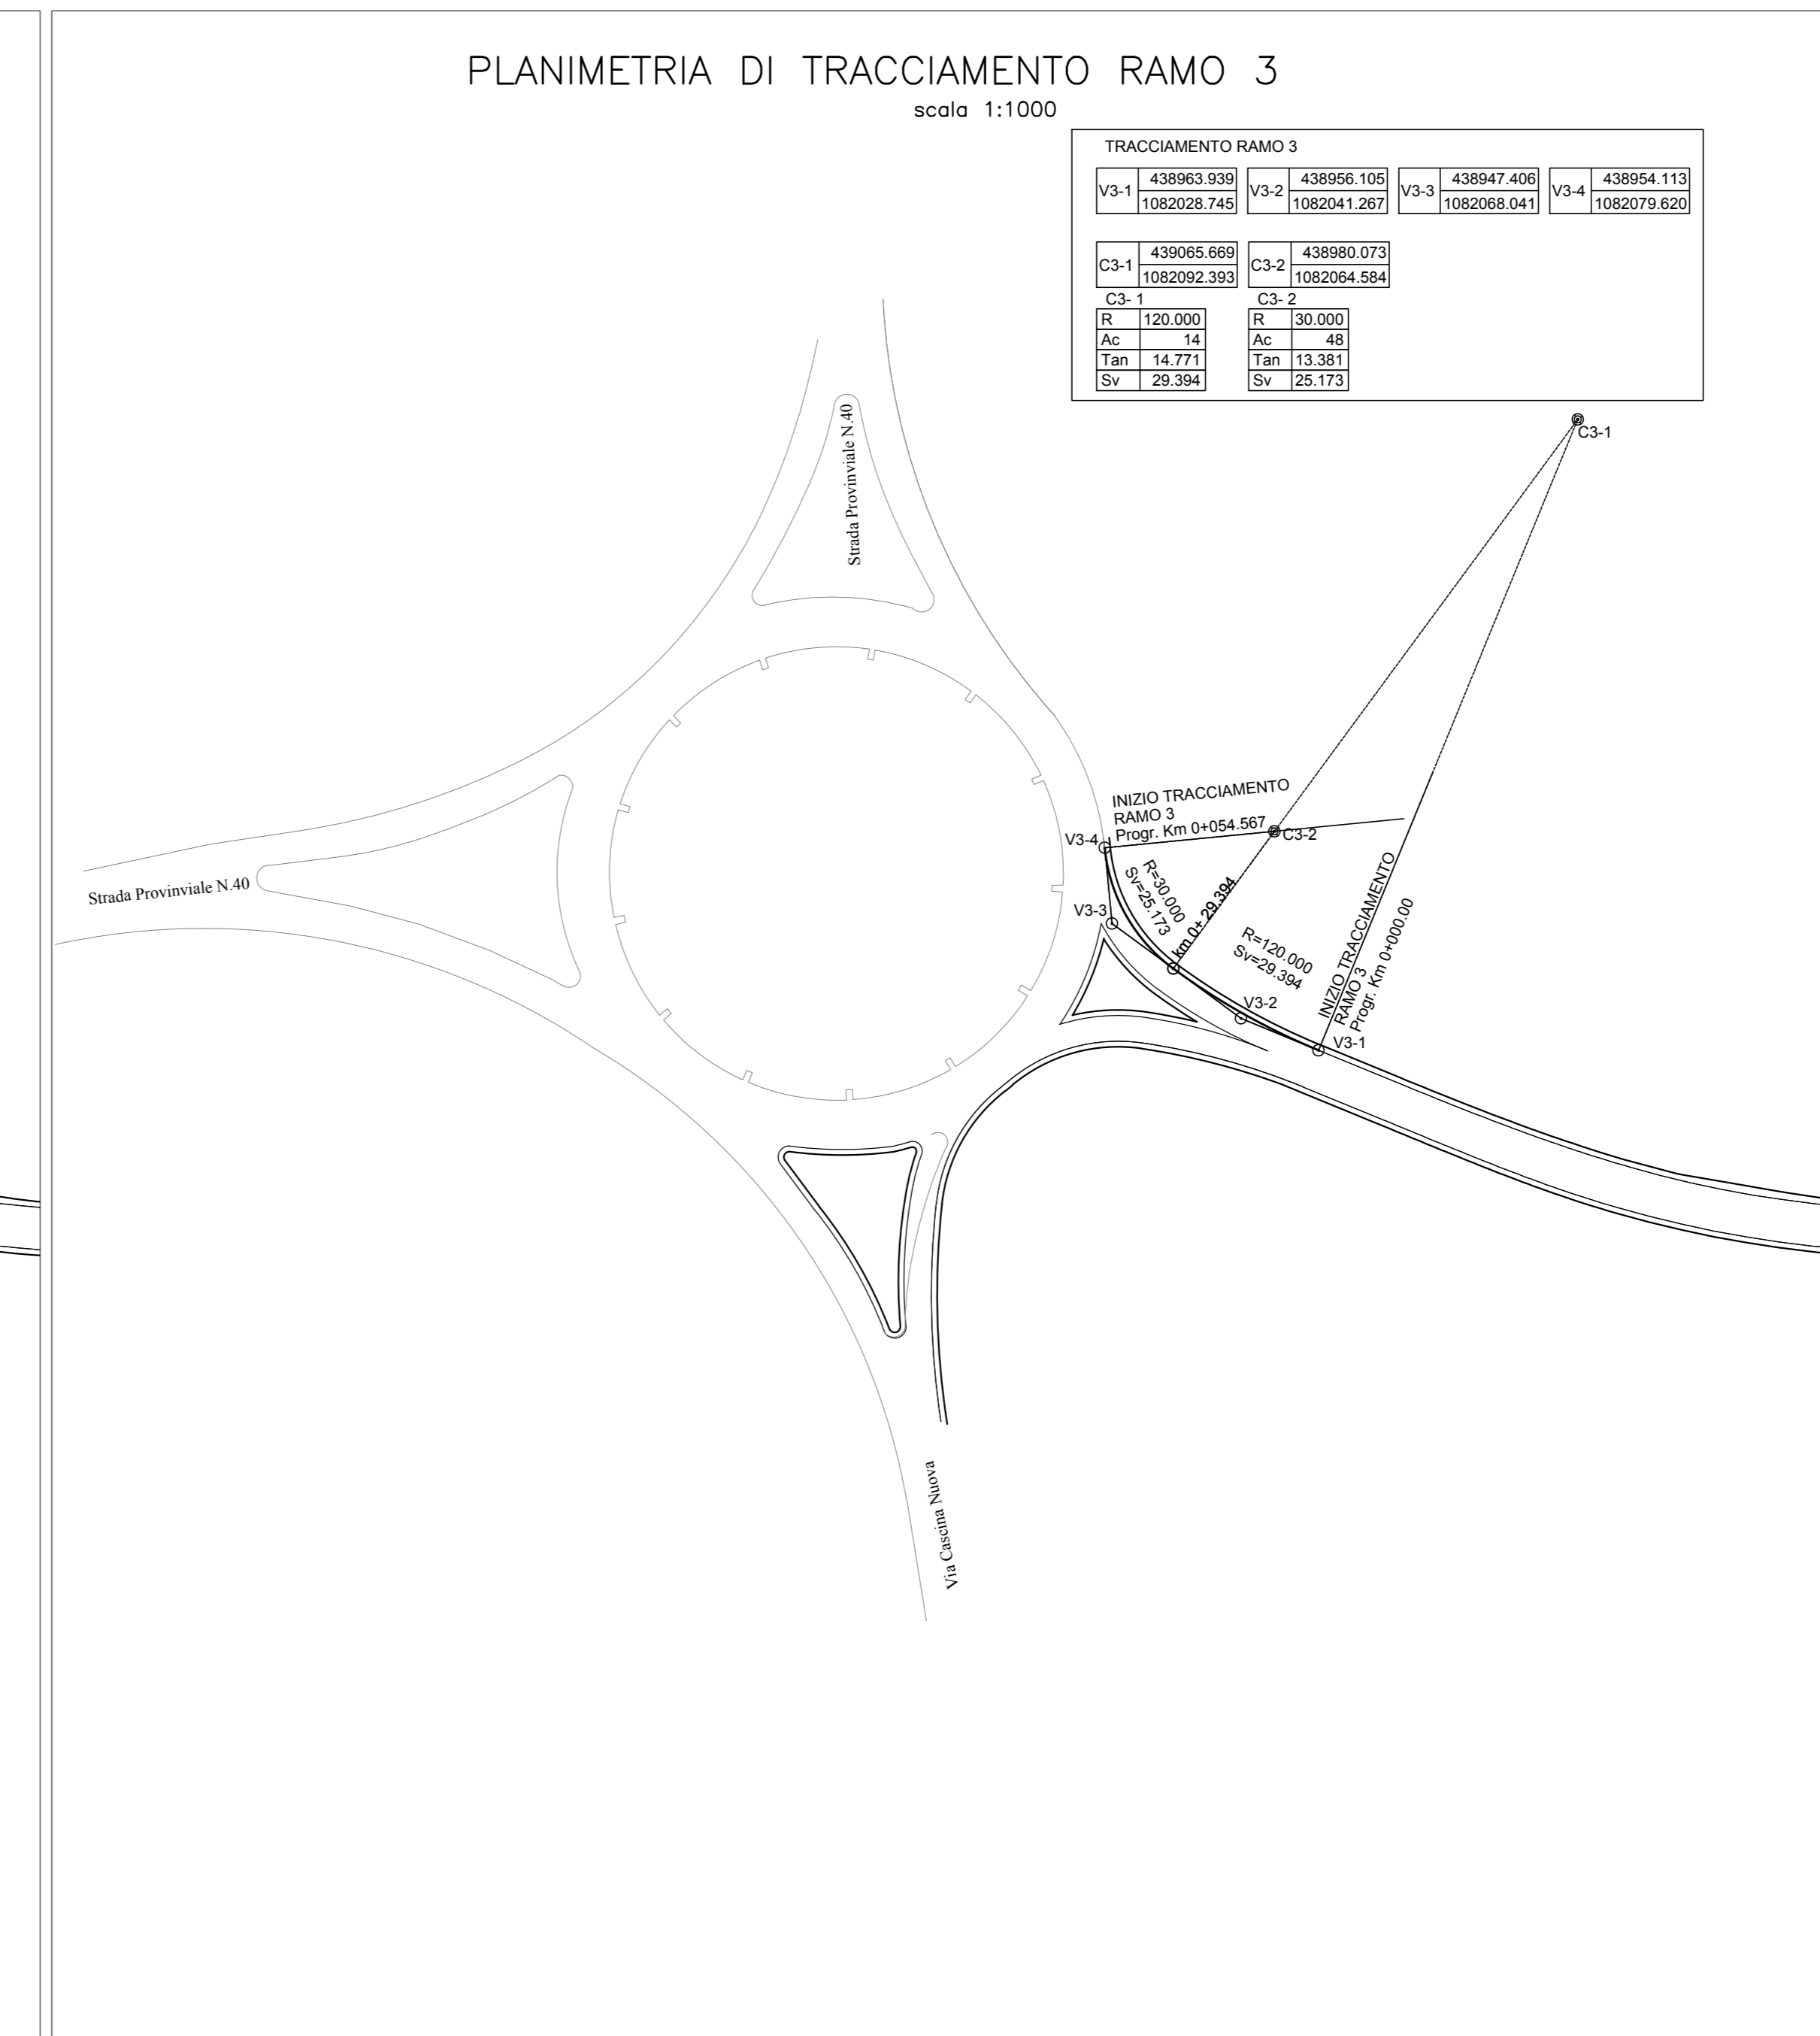 PLANIMETRIA DI TRACCIAMENTO RAMO 3
scala 1:1000
TRACCIAMENTO RAMO 3
V3-1 438963.939 1082028.745
V3-2 438956.105 1082041.267
V3-3 438947.406 1082068.041
V3-4 438954.113 1082079.620
C3-1 439065.669 1082092.393
C3-2 438980.073 1082064.584
C3- 1
R 120.000
Ac 14
Tan 14.771
Sv 29.394
C3- 2
R 30.000
Ac 48
Tan 13.381
Sv 25.173
C3-1
Strada Provinviale N.40
INIZIO TRACCIAMENTO
RAMO 3
Progr. Km 0+054.567
V3-4
C3-2
Strada Provinviale N.40
R=30.000
Sv=25.173
V3-3
km 0+ 29.394
R=120.000
Sv=29.394
INIZIO TRACCIAMENTO
RAMO 3
Progr. Km 0+000.00
V3-2
V3-1
Via Cascina Nuova